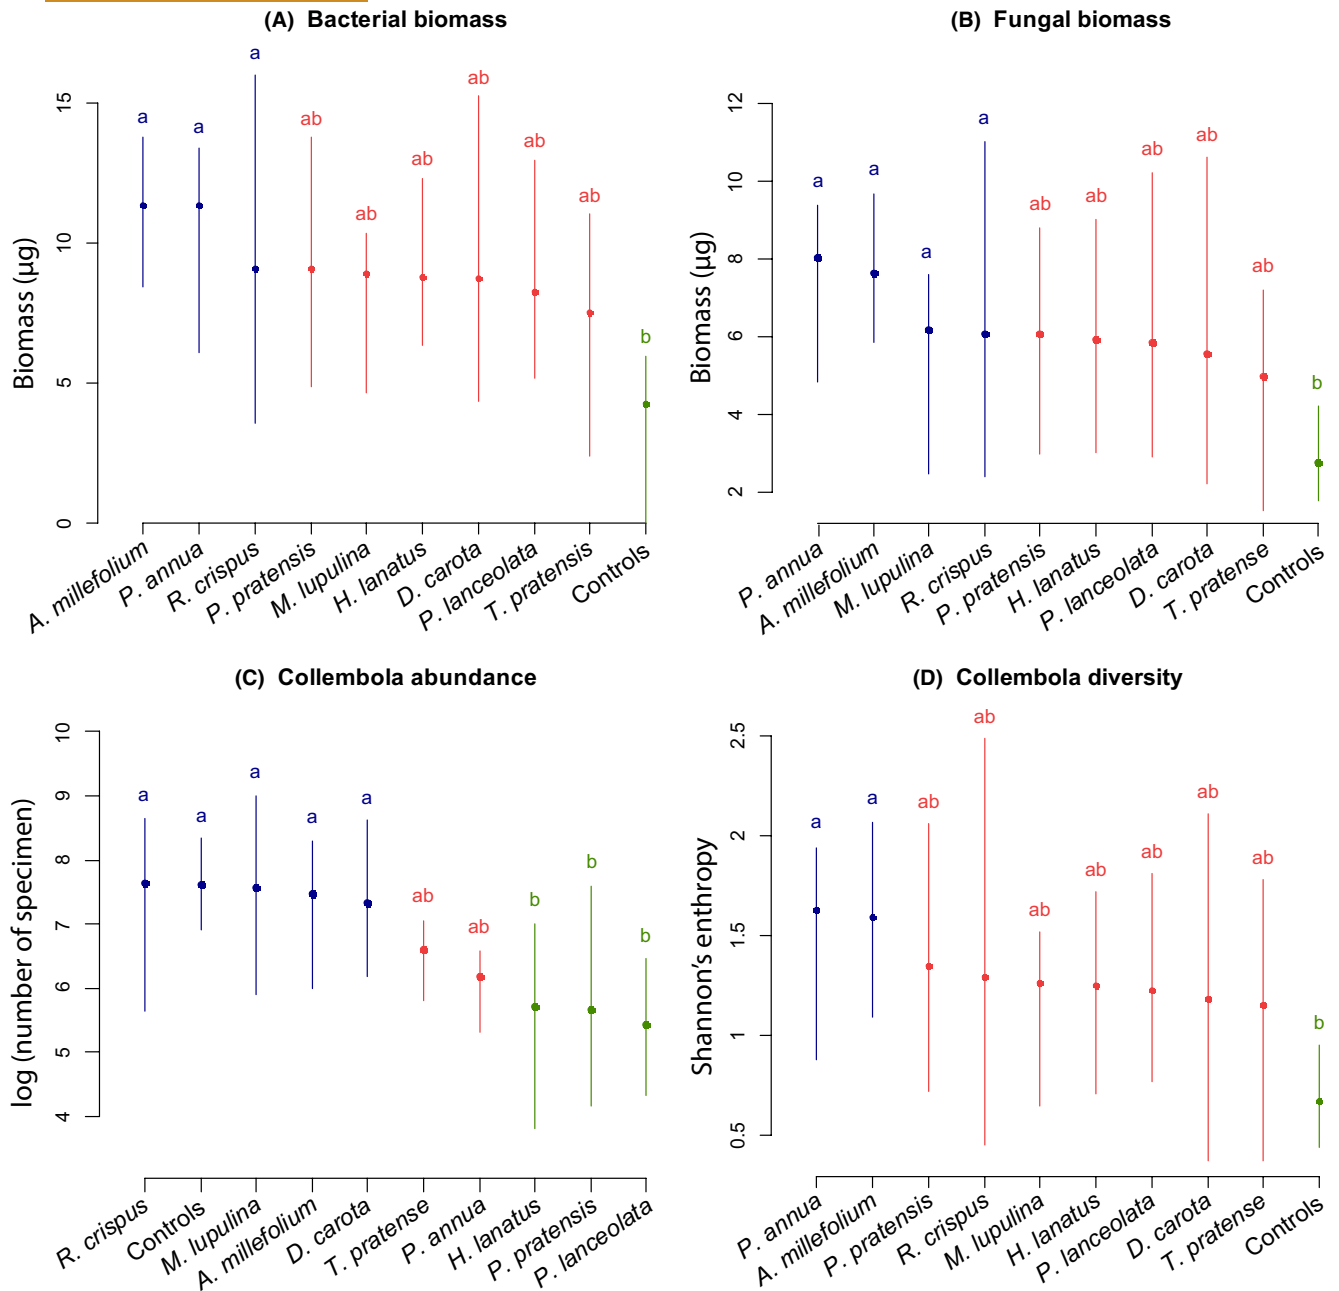 (A) Bacterial biomass
Biomass (µg)
15
10
5
0
a
a
a
ab
ab
ab
ab
ab
ab
b
A. millefolium
P. annua
R. crispus
P. pratensis
M. lupulina
H. lanatus
D. carota
P. lanceolata
T. pratensis
Controls
(B) Fungal biomass
Biomass (µg)
12
10
8
6
4
2
a
a
a
a
ab
ab
ab
ab
ab
b
P. annua
A. millefolium
M. lupulina
R. crispus
P. pratensis
H. lanatus
P. lanceolata
D. carota
T. pratense
Controls
(C) Collembola abundance
log (number of specimen)
10
9
8
7
6
5
4
a
a
a
a
a
ab
ab
b
b
b
R. crispus
Controls
M. lupulina
A. millefolium
D. carota
T. pratense
P. annua
H. lanatus
P. pratensis
P. lanceolata
(D) Collembola diversity
Shannon's enthropy
2.5
2
1.5
1
0.5
a
a
ab
ab
ab
ab
ab
ab
ab
b
P. annua
A. millefolium
P. pratensis
R. crispus
M. lupulina
H. lanatus
P. lanceolata
D. carota
T. pratense
Controls